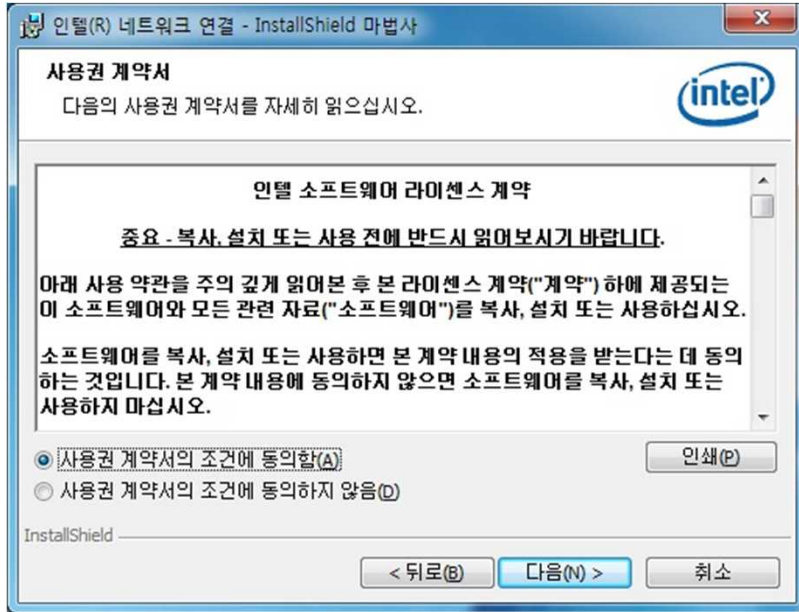 인텔(R) 네트워크 연결 - InstallShield 마법사
사용권 계약서
다음의 사용권 계약서를 자세히 읽으십시오.
intel
인텔 소프트웨어 라이센스 계약
중요 - 복사, 설치 또는 사용 전에 반드시 읽어보시기 바랍니다.
아래 사용 약관을 주의 깊게 읽어본 후 본 라이센스 계약("계약") 하에 제공되는
이 소프트웨어와 모든 관련 자료("소프트웨어")를 복사, 설치 또는 사용하십시오.
소프트웨어를 복사, 설치 또는 사용하면 본 계약 내용의 적용을 받는다는 데 동의
하는 것입니다. 본 계약 내용에 동의하지 않으면 소프트웨어를 복사, 설치 또는
사용하지 마십시오.
사용권 계약서의 조건에 동의함(A)
인쇄(P)
사용권 계약서의 조건에 동의하지 않음(D)
InstallShield
< 뒤로(B)
다음(N) >
취소